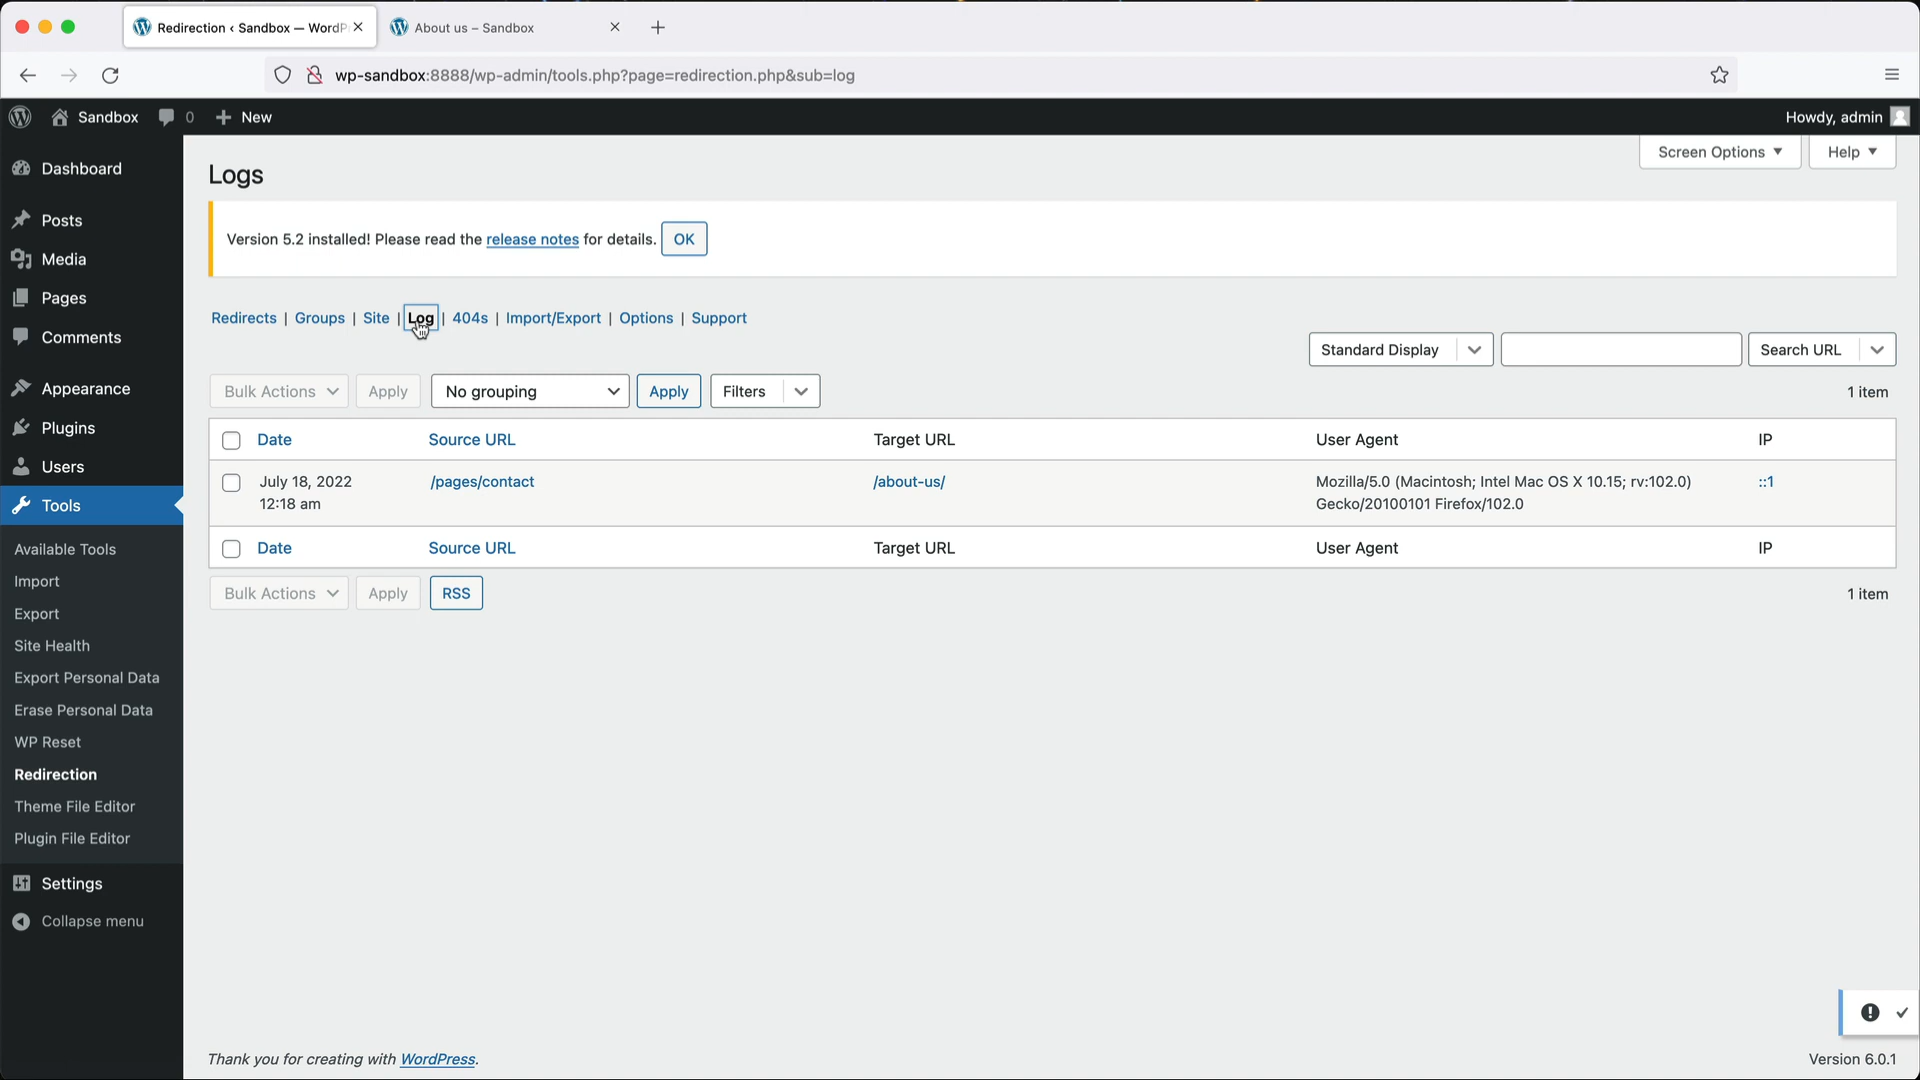 Redirection ‹ Sandbox — WordP
About us – Sandbox
wp-sandbox:8888/wp-admin/tools.php?page=redirection.php&sub=log
Sandbox 0 New Howdy, admin
Screen Options Help
Logs
Version 5.2 installed! Please read the release notes for details. OK
Redirects | Groups | Site | Log | 404s | Import/Export | Options | Support
Standard Display Search URL
Bulk Actions Apply No grouping Apply Filters 1 item
Date Source URL Target URL User Agent IP
July 18, 2022 /pages/contact /about-us/ Mozilla/5.0 (Macintosh; Intel Mac OS X 10.15; rv:102.0) ::1
12:18 am Gecko/20100101 Firefox/102.0
Date Source URL Target URL User Agent IP
Bulk Actions Apply RSS 1 item
Dashboard
Posts
Media
Pages
Comments
Appearance
Plugins
Users
Tools
Available Tools
Import
Export
Site Health
Export Personal Data
Erase Personal Data
WP Reset
Redirection
Theme File Editor
Plugin File Editor
Settings
Collapse menu
Thank you for creating with WordPress. Version 6.0.1